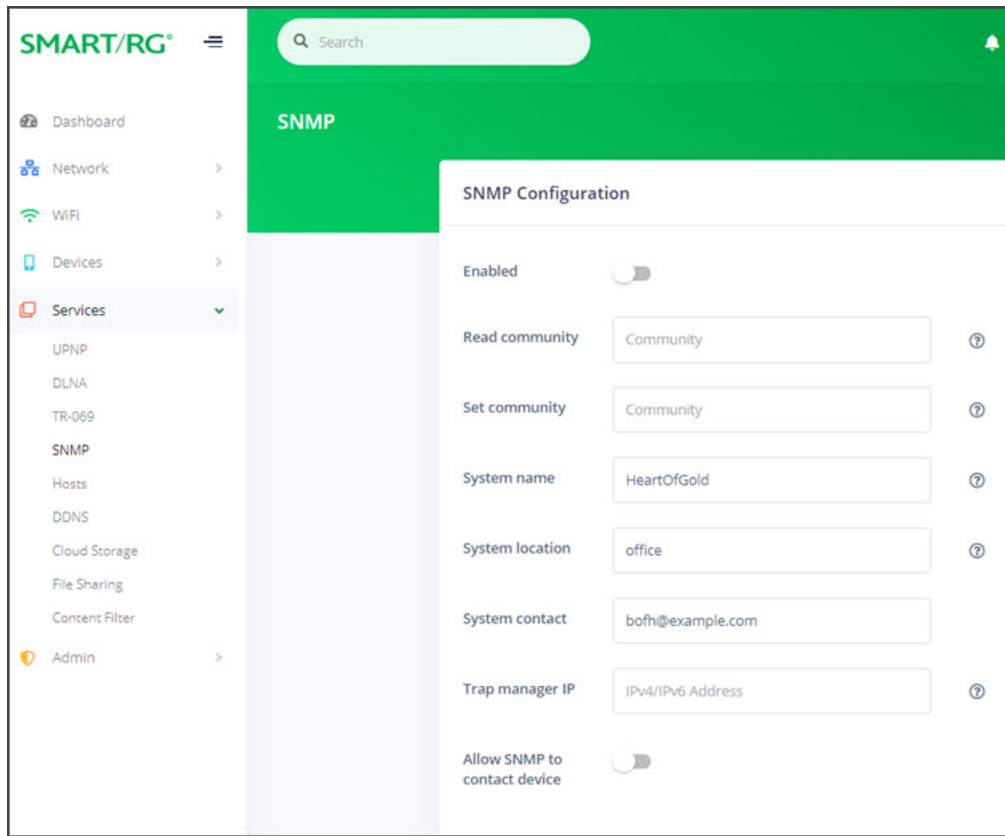 SMART/RG®
Search
Dashboard
Network
WiFi
Devices
Services
UPNP
DLNA
TR-069
SNMP
Hosts
DDNS
Cloud Storage
File Sharing
Content Filter
Admin
SNMP
SNMP Configuration
Enabled
Read community
Community
Set community
Community
System name
HeartOfGold
System location
office
System contact
bofh@example.com
Trap manager IP
IPv4/IPv6 Address
Allow SNMP to
contact device